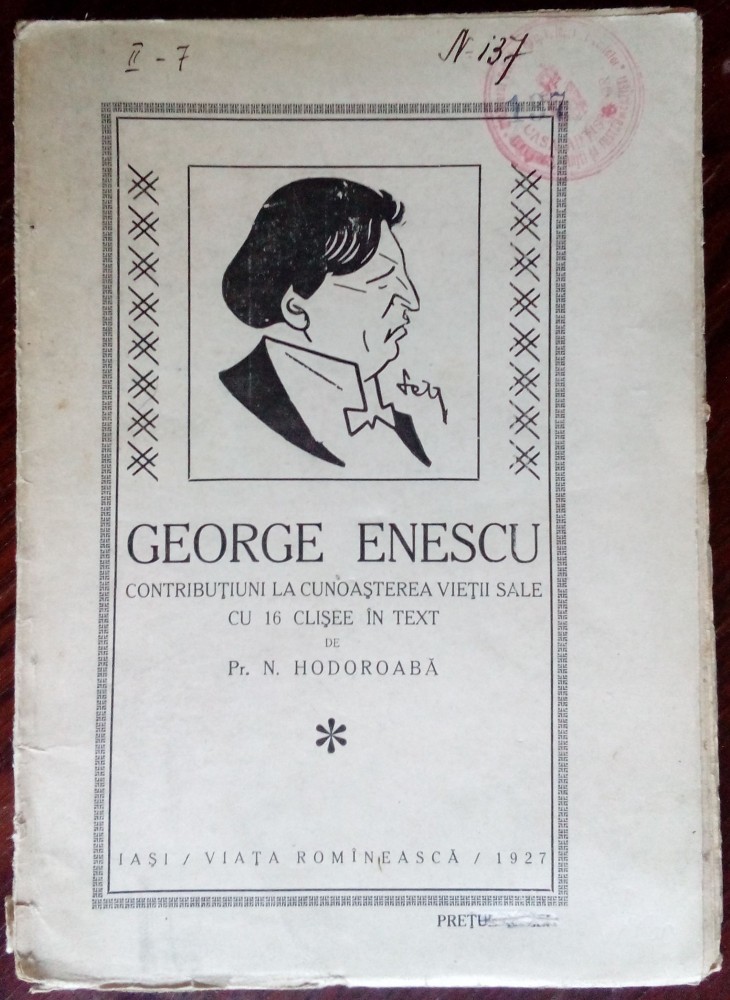 II - 7
N. 137
137
GEORGE ENESCU
CONTRIBUȚIUNI LA CUNOAȘTEREA VIEȚII SALE
CU 16 CLIȘEE ÎN TEXT
DE
Pr. N. HODOROABĂ
IAȘI / VIAȚA ROMÎNEASCĂ / 1927
PREȚUL